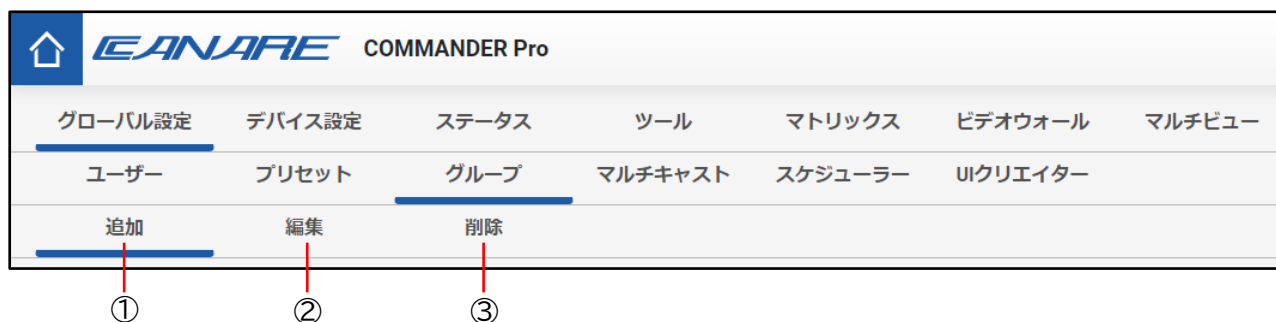 CANARE COMMANDER Pro
グローバル設定 デバイス設定 ステータス ツール マトリックス ビデオウォール マルチビュー
ユーザー プリセット グループ マルチキャスト スケジューラー UIクリエイター
追加 編集 削除
① ② ③